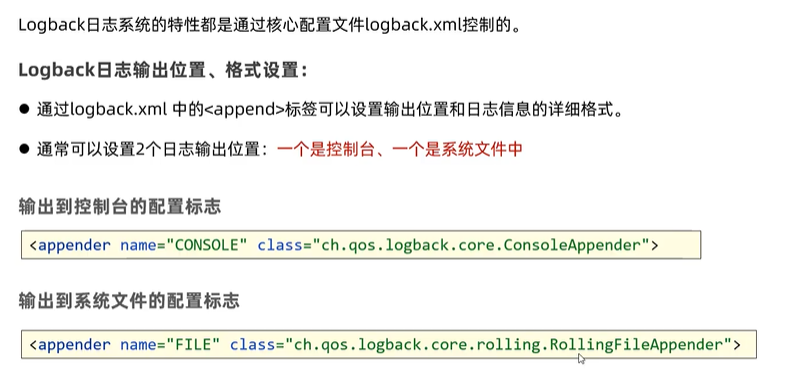 Logback日志系统的特性都是通过核心配置文件logback.xml控制的。
Logback日志输出位置、格式设置：
● 通过logback.xml 中的<append>标签可以设置输出位置和日志信息的详细格式。
● 通常可以设置2个日志输出位置：一个是控制台、一个是系统文件中
输出到控制台的配置标志
<appender name="CONSOLE" class="ch.qos.logback.core.ConsoleAppender">
输出到系统文件的配置标志
<appender name="FILE" class="ch.qos.logback.core.rolling.RollingFileAppender">